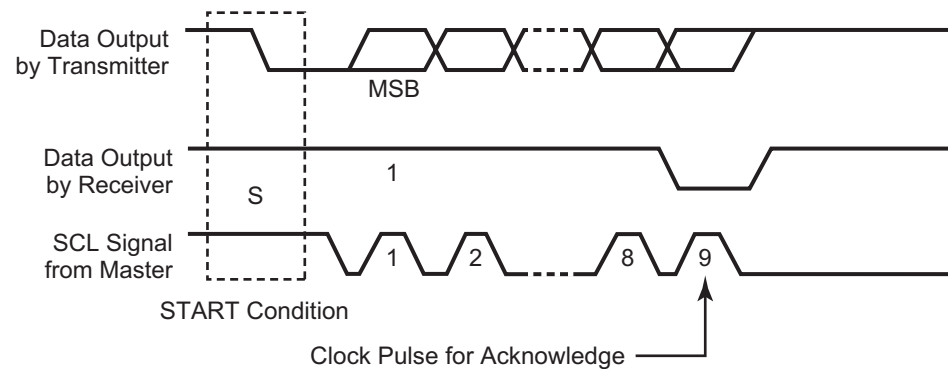 Data Output
by Transmitter
MSB
Data Output
by Receiver
1
S
SCL Signal
from Master
1
2
8
9
START Condition
Clock Pulse for Acknowledge